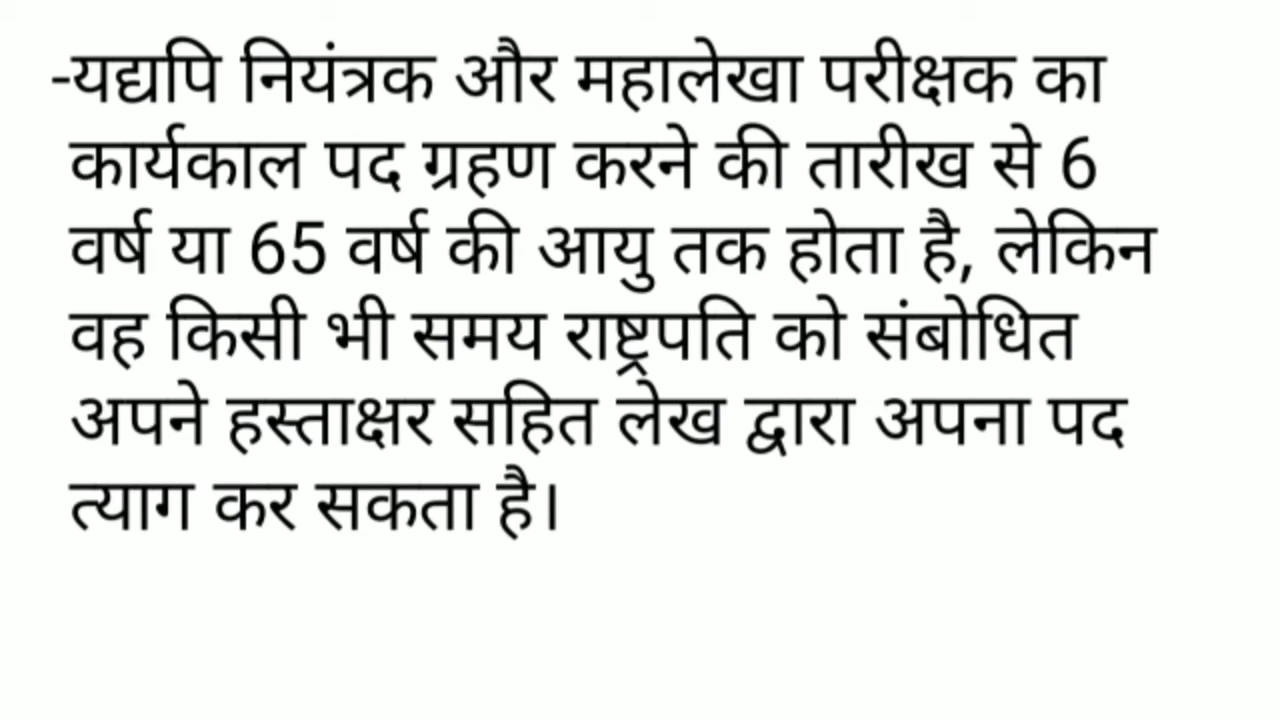 -यद्यपि नियंत्रक और महालेखा परीक्षक का
कार्यकाल पद ग्रहण करने की तारीख से 6
वर्ष या 65 वर्ष की आयु तक होता है, लेकिन
वह किसी भी समय राष्ट्रपति को संबोधित
अपने हस्ताक्षर सहित लेख द्वारा अपना पद
त्याग कर सकता है।